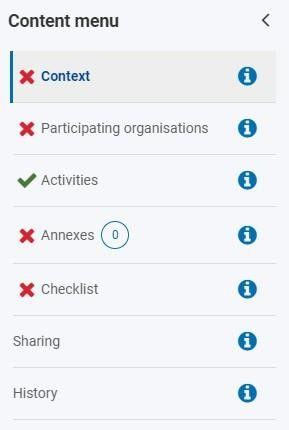 Content menu
Context
Participating organisations
Activities
Annexes 0
Checklist
Sharing
History